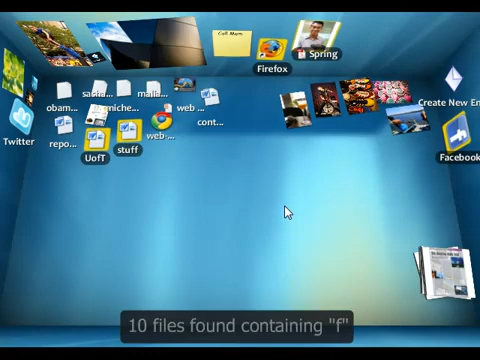 Call Mom
Firefox
Spring
Twitter
obam...
sasha...
miche...
malia...
web ...
cont...
repo...
UofT
stuff
web-...
Create New En
Facebook
10 files found containing "f"